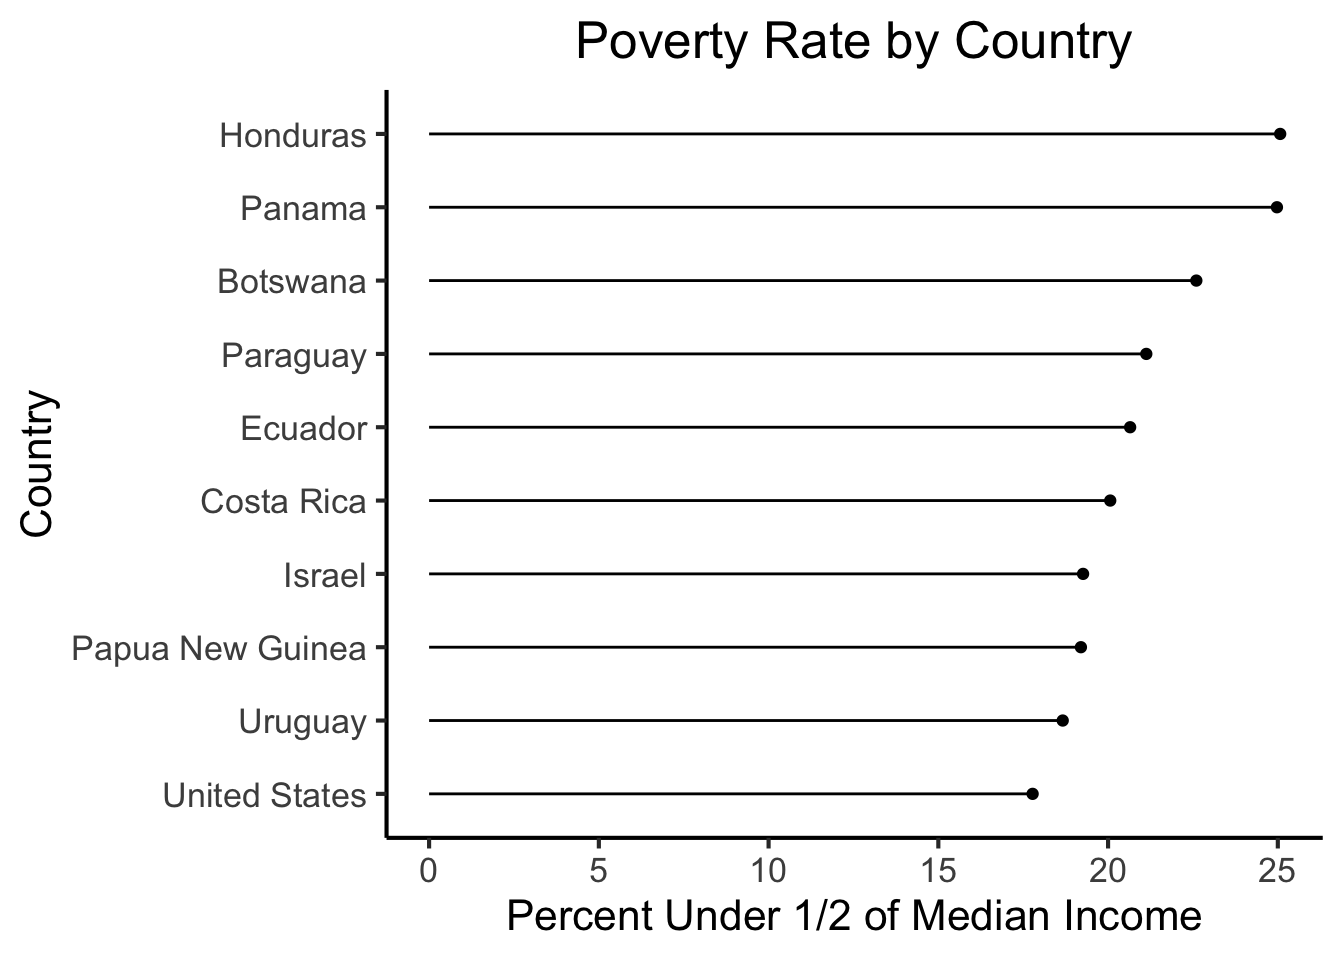 Poverty Rate by Country
Honduras
Panama
Botswana
Paraguay
Ecuador
Costa Rica
Israel
Papua New Guinea
Uruguay
United States
Country
0 5 10 15 20 25
Percent Under 1/2 of Median Income